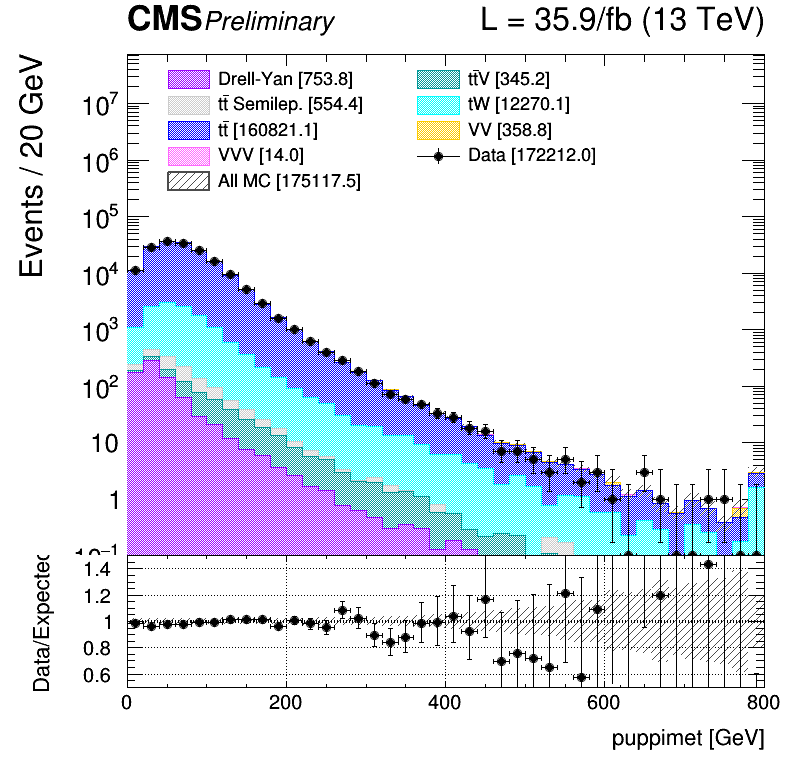 CMS Preliminary L = 35.9/fb (13 TeV)
Events / 20 GeV
Drell-Yan [753.8]
tt̄V [345.2]
tt̄ Semilep. [554.4]
tW [12270.1]
tt̄ [160821.1]
VV [358.8]
VVV [14.0]
Data [172212.0]
All MC [175117.5]
10⁷
10⁶
10⁵
10⁴
10³
10²
10
1
10⁻¹
Data/Expected
1.4
1.2
1
0.8
0.6
0 200 400 600 800
puppimet [GeV]